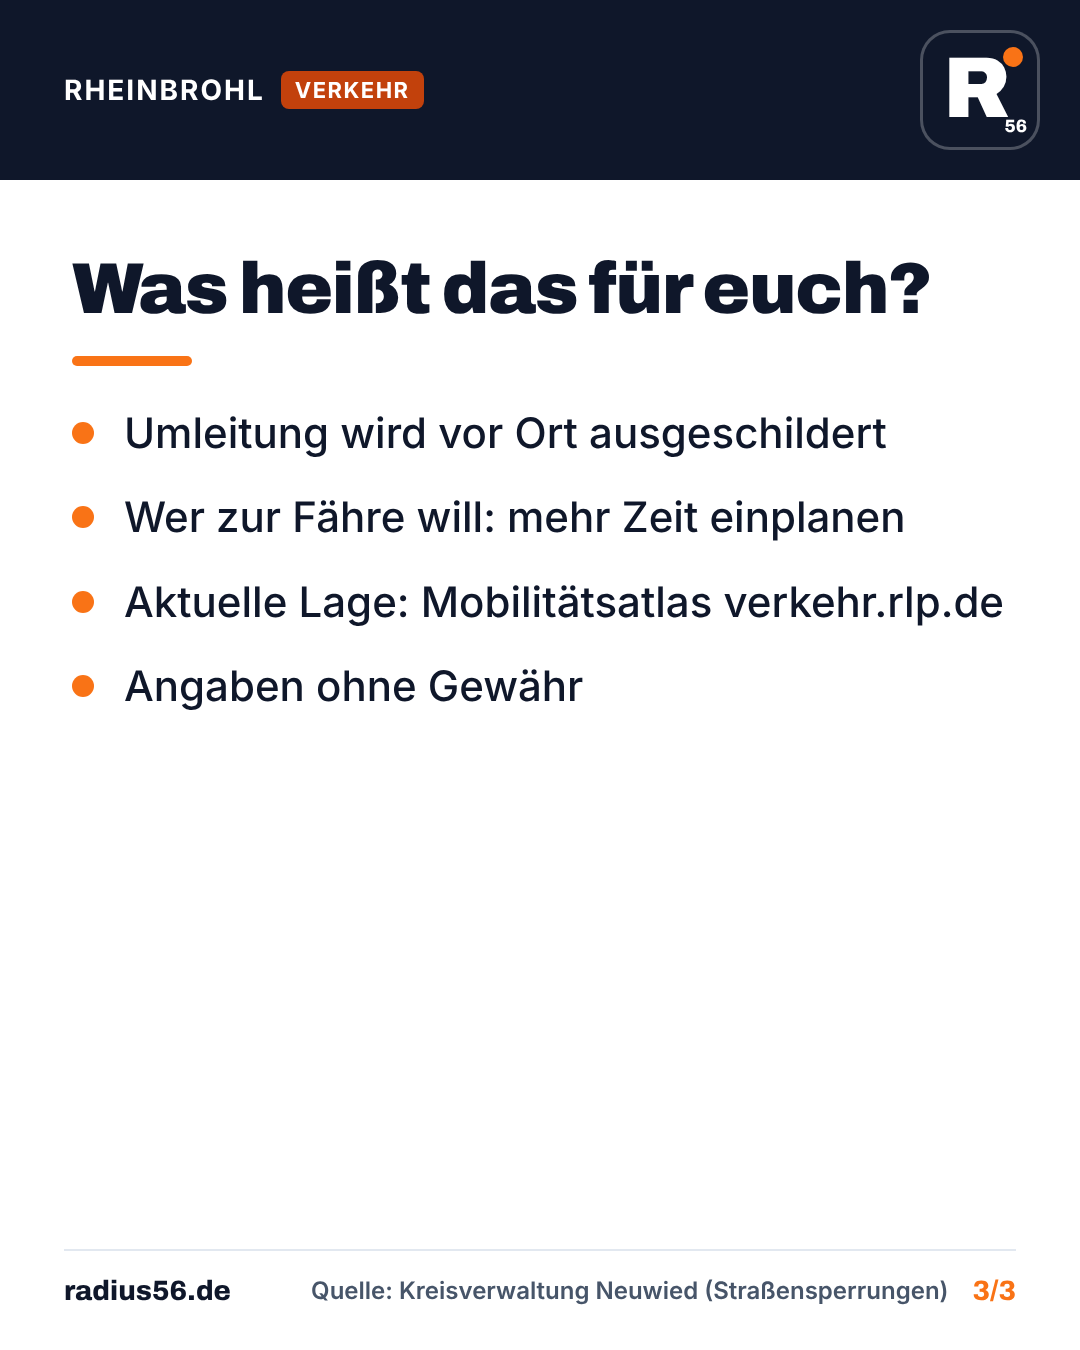 RHEINBROHL VERKEHR
R
56
Was heißt das für euch?
Umleitung wird vor Ort ausgeschildert
Wer zur Fähre will: mehr Zeit einplanen
Aktuelle Lage: Mobilitätsatlas verkehr.rlp.de
Angaben ohne Gewähr
radius56.de Quelle: Kreisverwaltung Neuwied (Straßensperrungen) 3/3